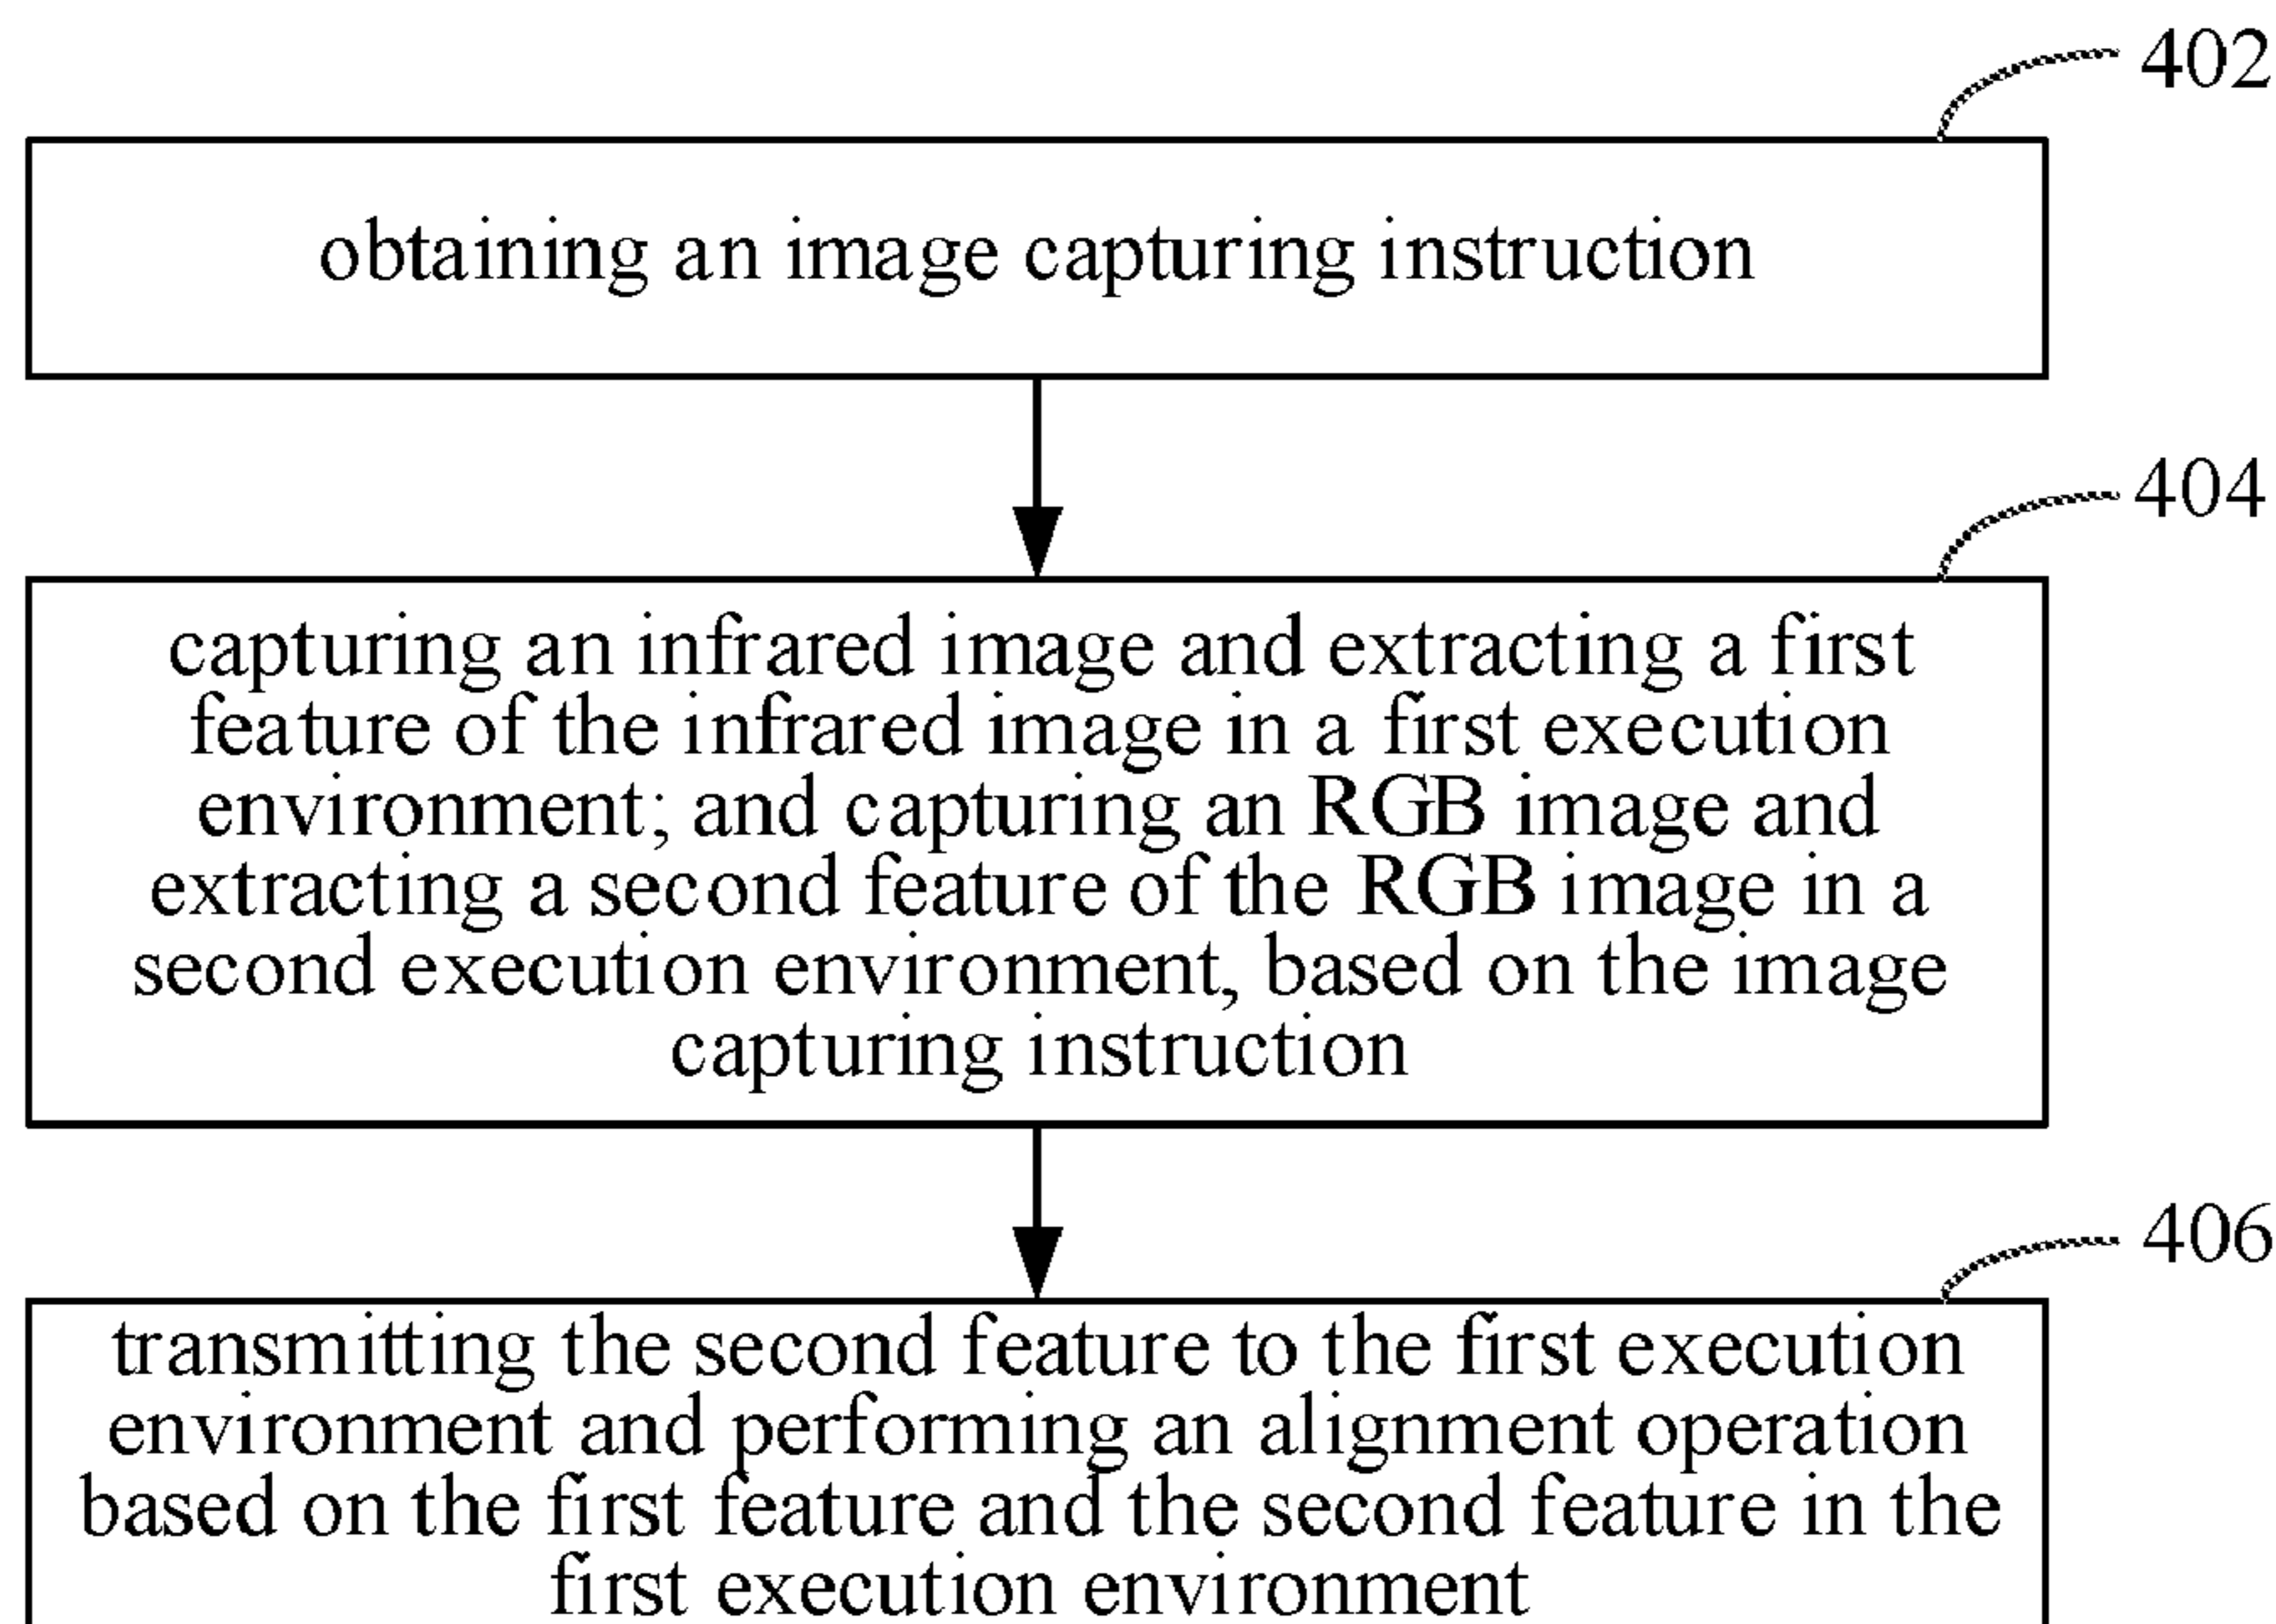 402
obtaining an image capturing instruction
404
capturing an infrared image and extracting a first
feature of the infrared image in a first execution
environment; and capturing an RGB image and
extracting a second feature of the RGB image in a
second execution environment, based on the image
capturing instruction
406
transmitting the second feature to the first execution
environment and performing an alignment operation
based on the first feature and the second feature in the
first execution environment